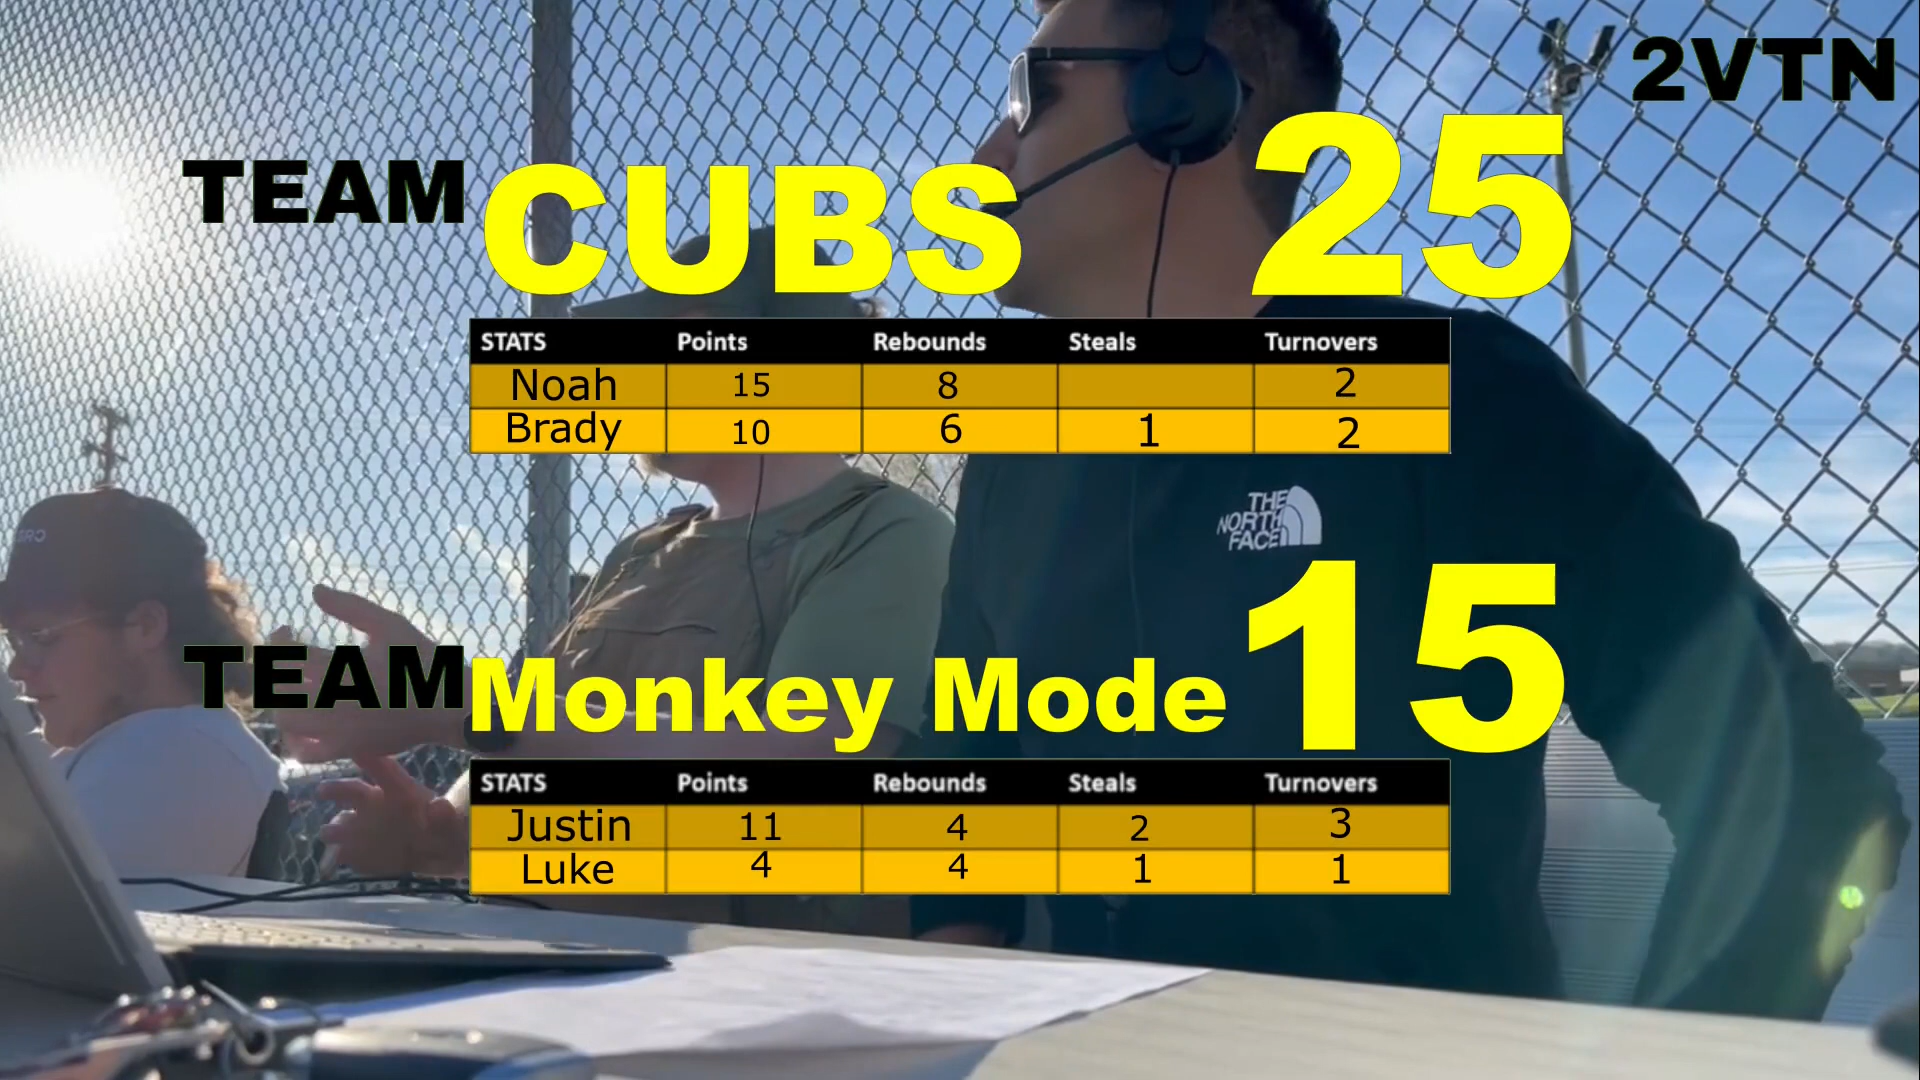 2VTN
TEAM CUBS 25
STATS Points Rebounds Steals Turnovers
Noah 15 8 2
Brady 10 6 1 2
THE
NORTH
FACE
TEAM Monkey Mode 15
STATS Points Rebounds Steals Turnovers
Justin 11 4 2 3
Luke 4 4 1 1